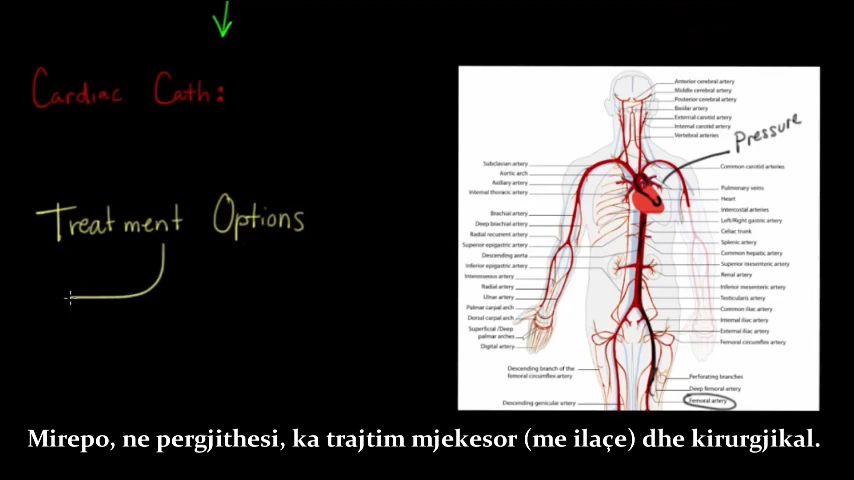 Cardiac Cath:
Treatment Options
Pressure
Anterior cerebral artery
Middle cerebral artery
Posterior cerebral artery
Basilar artery
External carotid artery
Internal carotid artery
Vertebral arteries
Subclavian artery
Aortic arch
Axillary artery
Internal thoracic artery
Brachial artery
Deep brachial artery
Radial recurrent artery
Superior epigastric artery
Descending aorta
Inferior epigastric artery
Interosseous artery
Radial artery
Ulnar artery
Palmar carpal arch
Dorsal carpal arch
Superficial /Deep
palmar arches
Digital artery
Descending branch of the
femoral circumflex artery
Descending genicular artery
Common carotid arteries
Pulmonary veins
Heart
Intercostal arteries
Left/Right gastric artery
Celiac trunk
Splenic artery
Common hepatic artery
Superior mesenteric artery
Renal artery
Inferior mesenteric artery
Testicularis artery
Common iliac artery
Internal iliac artery
External iliac artery
Femoral circumflex artery
Perforating branches
Deep femoral artery
Femoral artery
Mirepo, ne pergjithesi, ka trajtim mjekesor (me ilaçe) dhe kirurgjikal.